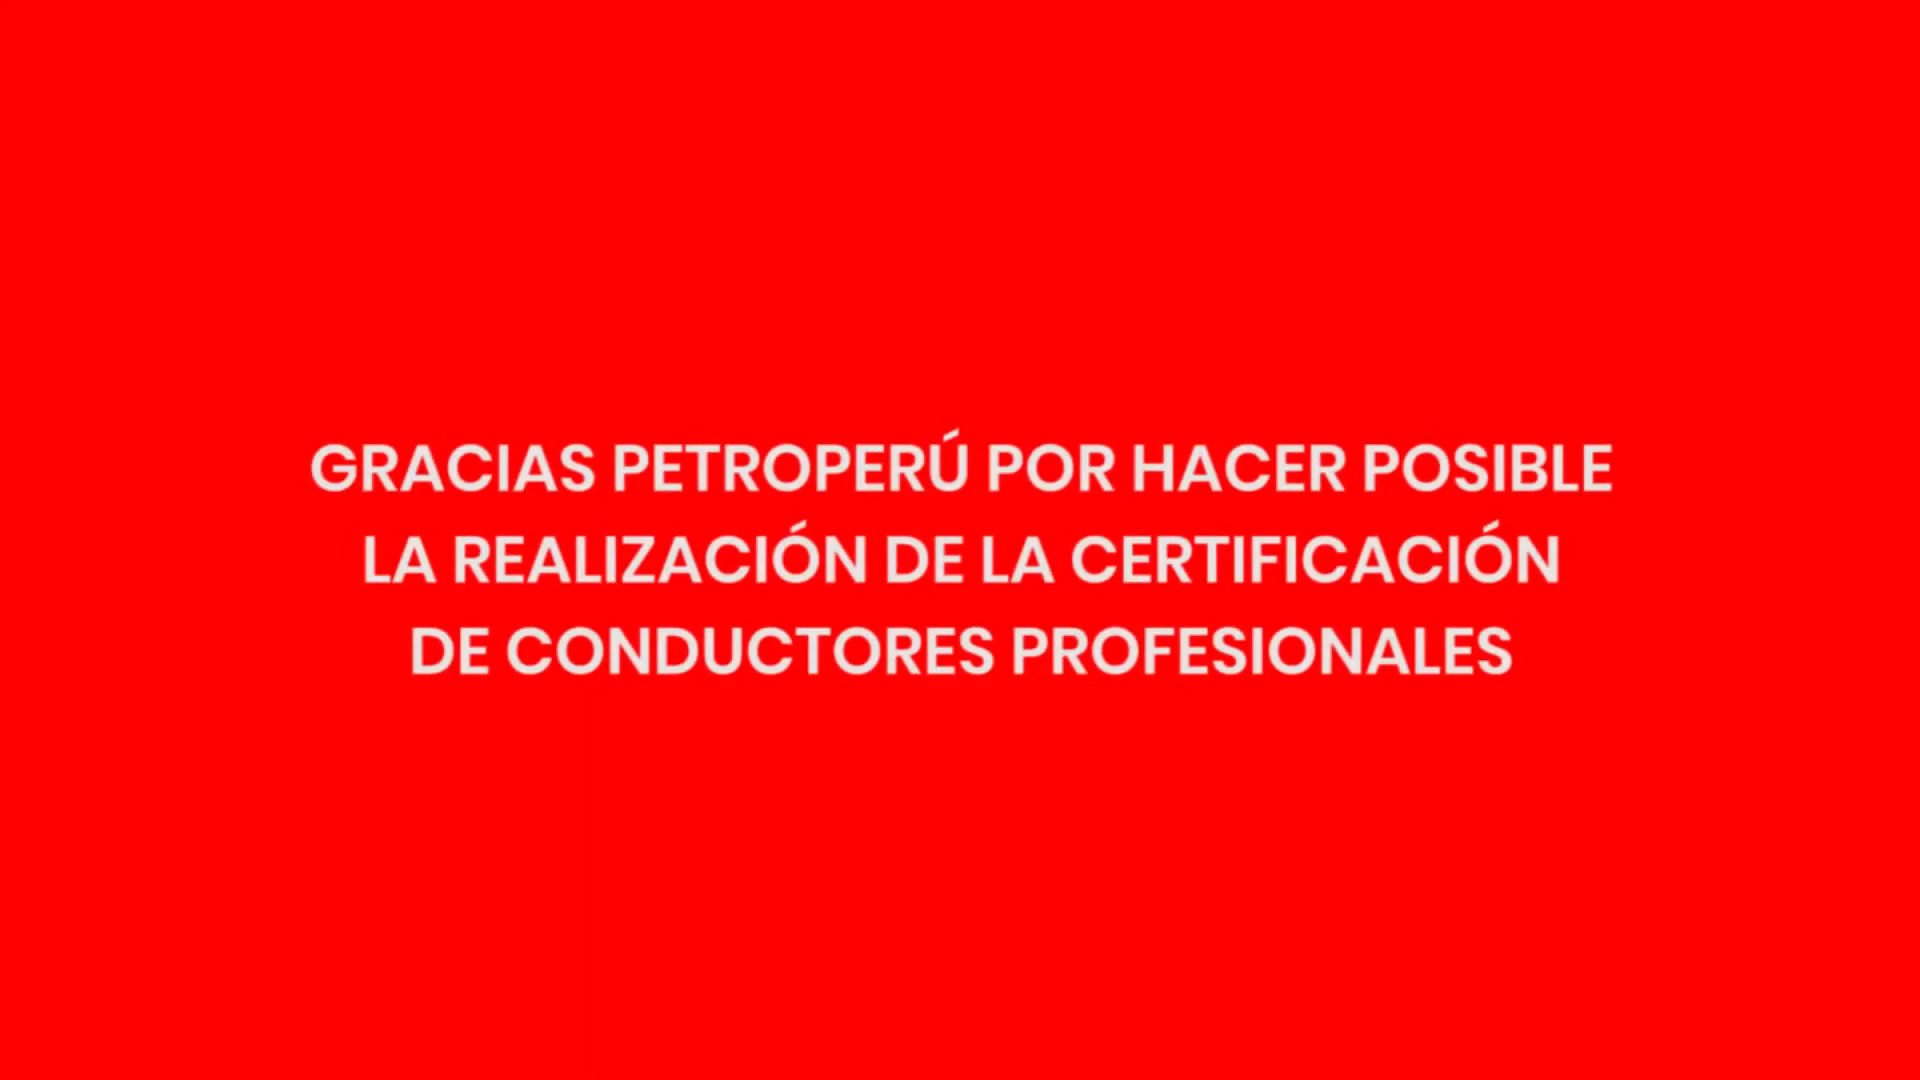 GRACIAS PETROPERÚ POR HACER POSIBLE
LA REALIZACIÓN DE LA CERTIFICACIÓN
DE CONDUCTORES PROFESIONALES